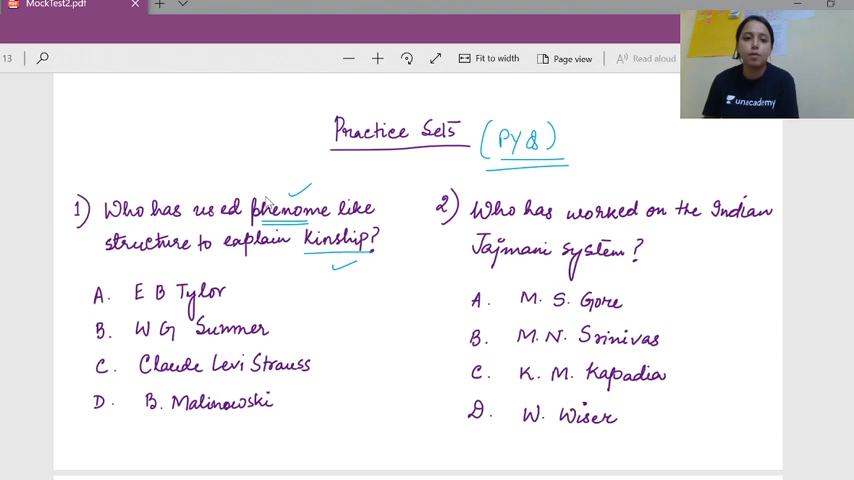 MockTest2.pdf
13
Fit to width
Page view
Read aloud
unacademy
Practice Sets (PYQ)
1) Who has used phenome like
structure to explain Kinship?
A. E B Tylor
B. W G Summer
C. Claude Levi Strauss
D. B. Malinowski
2) Who has worked on the Indian
Jajmani system?
A. M. S. Gore
B. M. N. Srinivas
C. K. M. Kapadia
D. W. Wiser